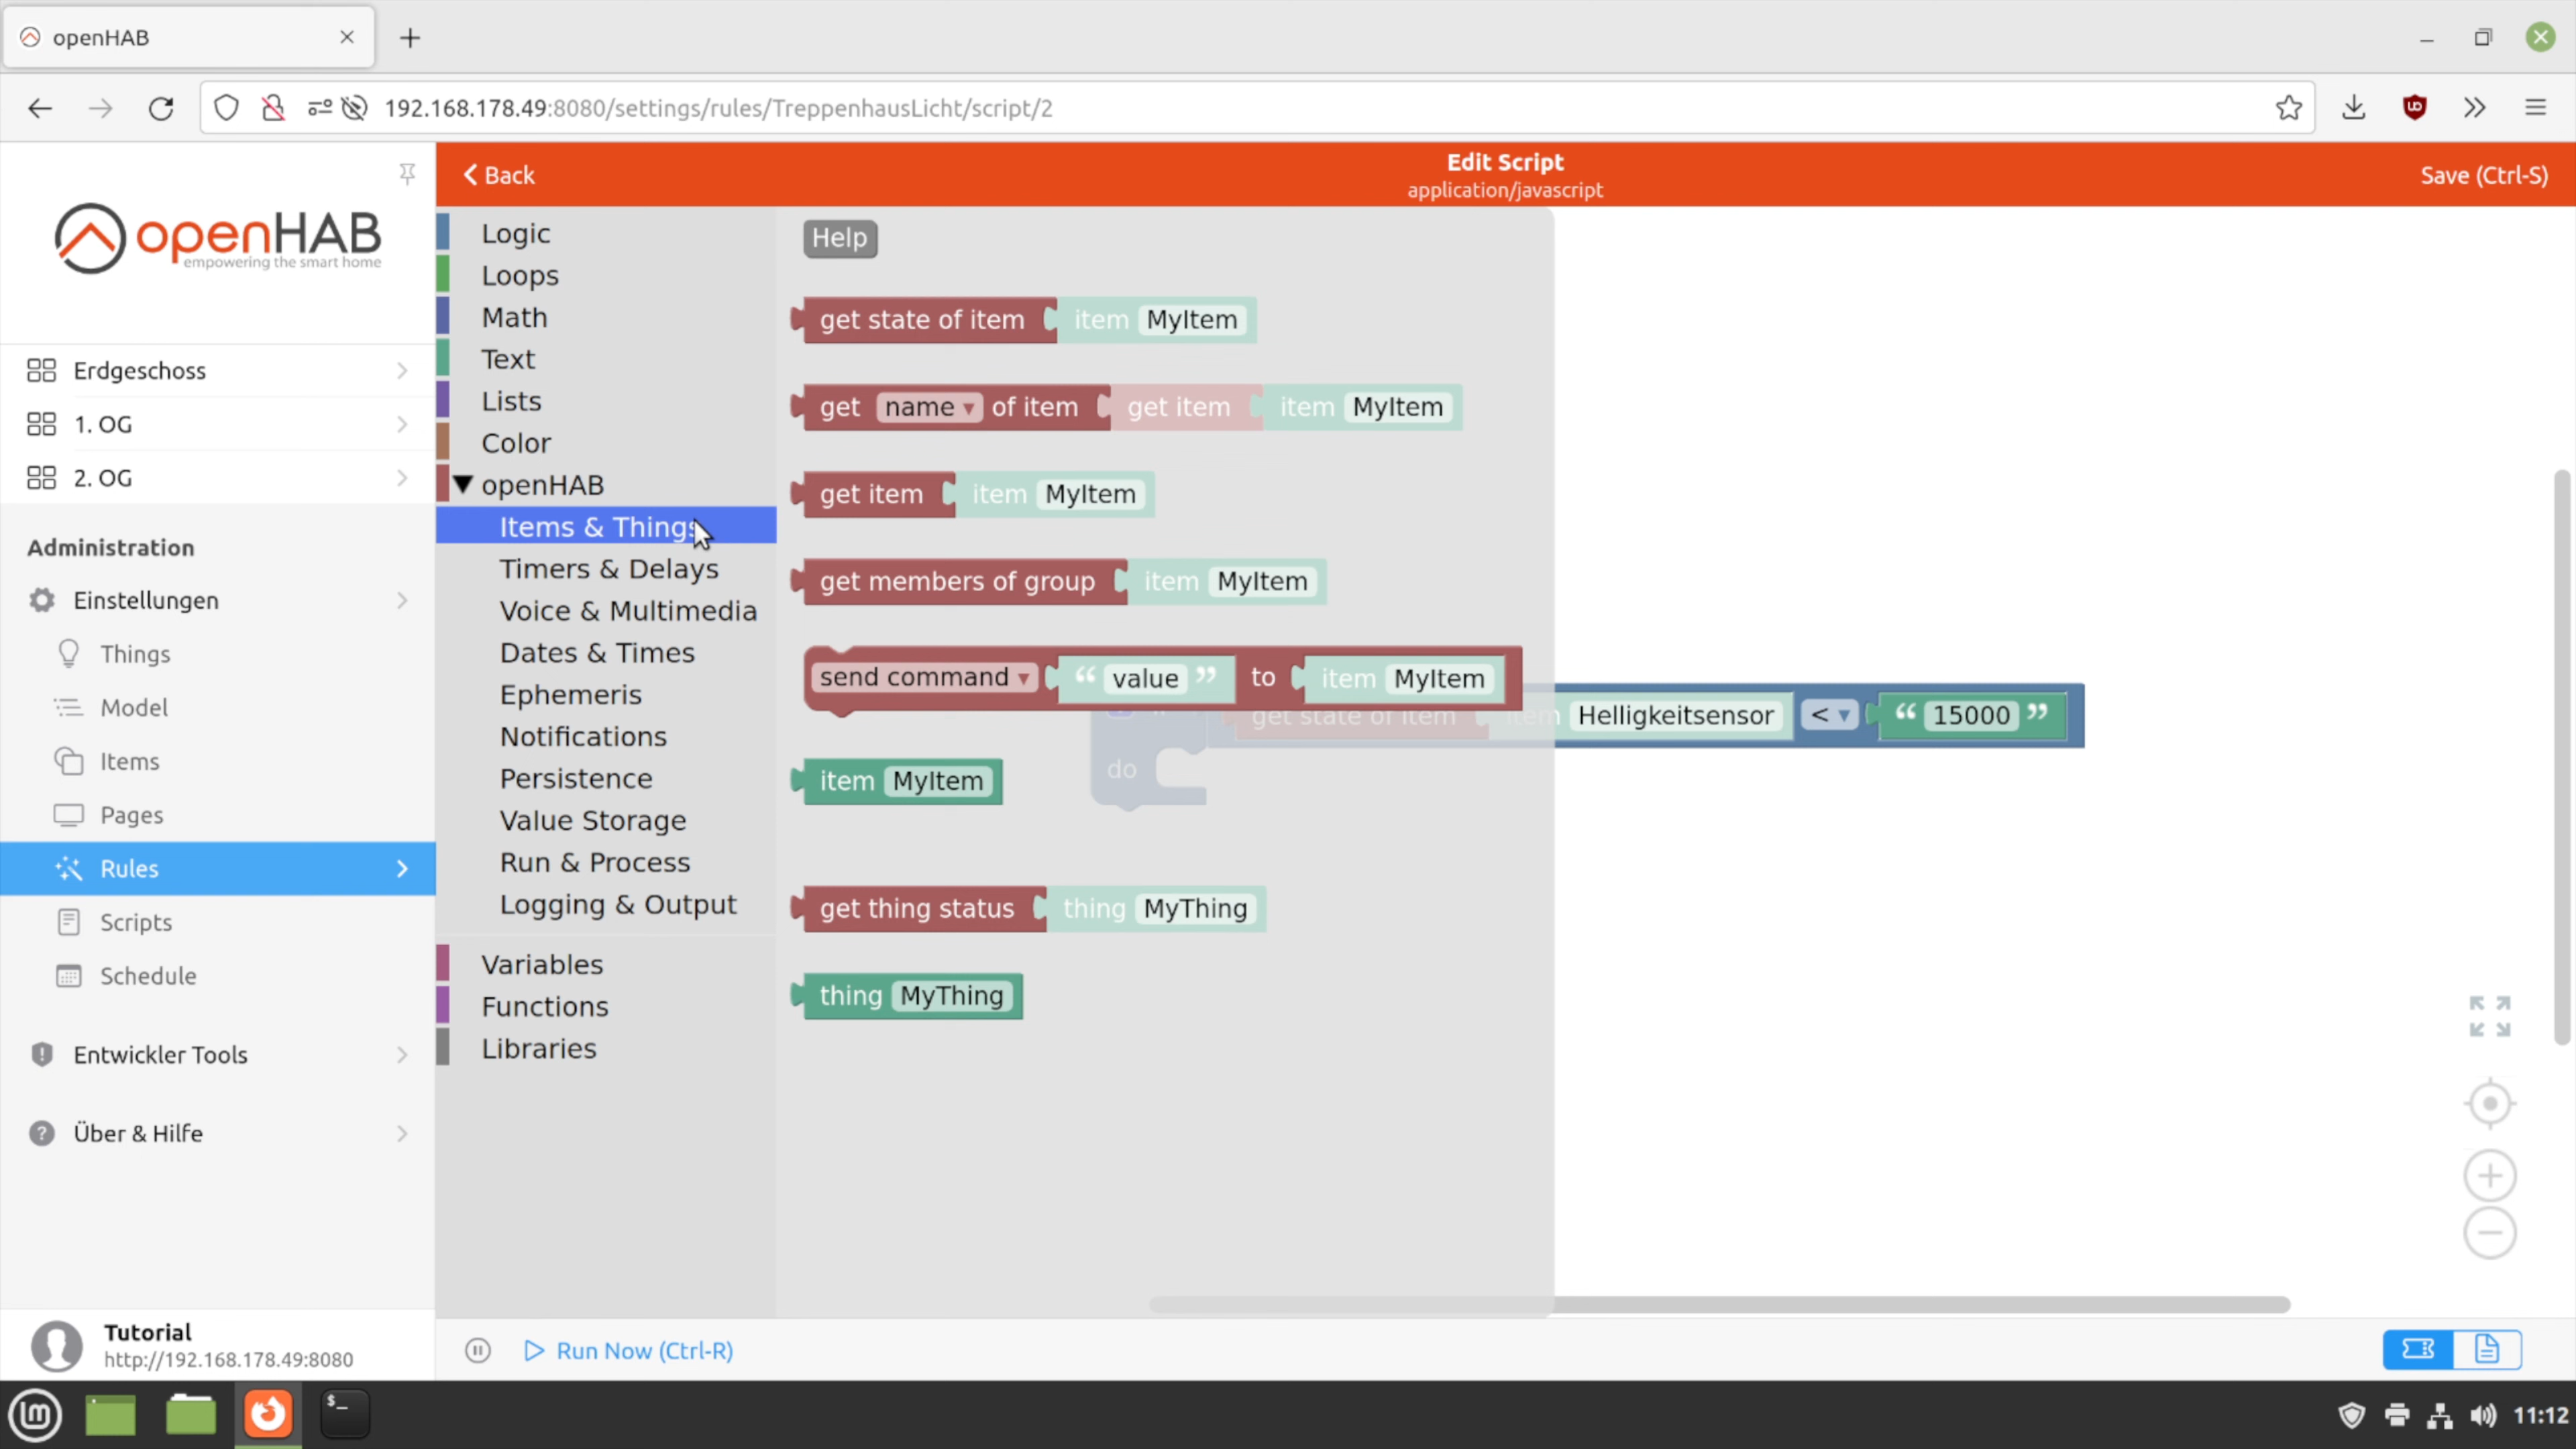 openHAB
192.168.178.49:8080/settings/rules/TreppenhausLicht/script/2
Back
Edit Script
application/javascript
Save (Ctrl-S)
openHAB
empowering the smart home
Erdgeschoss
1. OG
2. OG
Administration
Einstellungen
Things
Model
Items
Pages
Rules
Scripts
Schedule
Entwickler Tools
Über & Hilfe
Tutorial
http://192.168.178.49:8080
Logic
Loops
Math
Text
Lists
Color
openHAB
Items & Things
Timers & Delays
Voice & Multimedia
Dates & Times
Ephemeris
Notifications
Persistence
Value Storage
Run & Process
Logging & Output
Variables
Functions
Libraries
Help
get state of item item MyItem
get name of item get item item MyItem
get item item MyItem
get members of group item MyItem
send command “ value ” to item MyItem
get state of item item Helligkeitsensor < “ 15000 ”
do
item MyItem
get thing status thing MyThing
thing MyThing
Run Now (Ctrl-R)
11:12